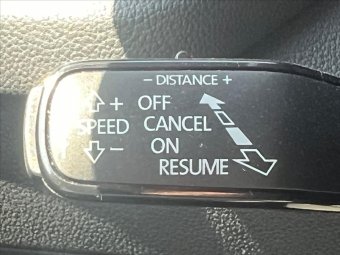 - DISTANCE +
+ OFF
SPEED CANCEL
- ON
RESUME